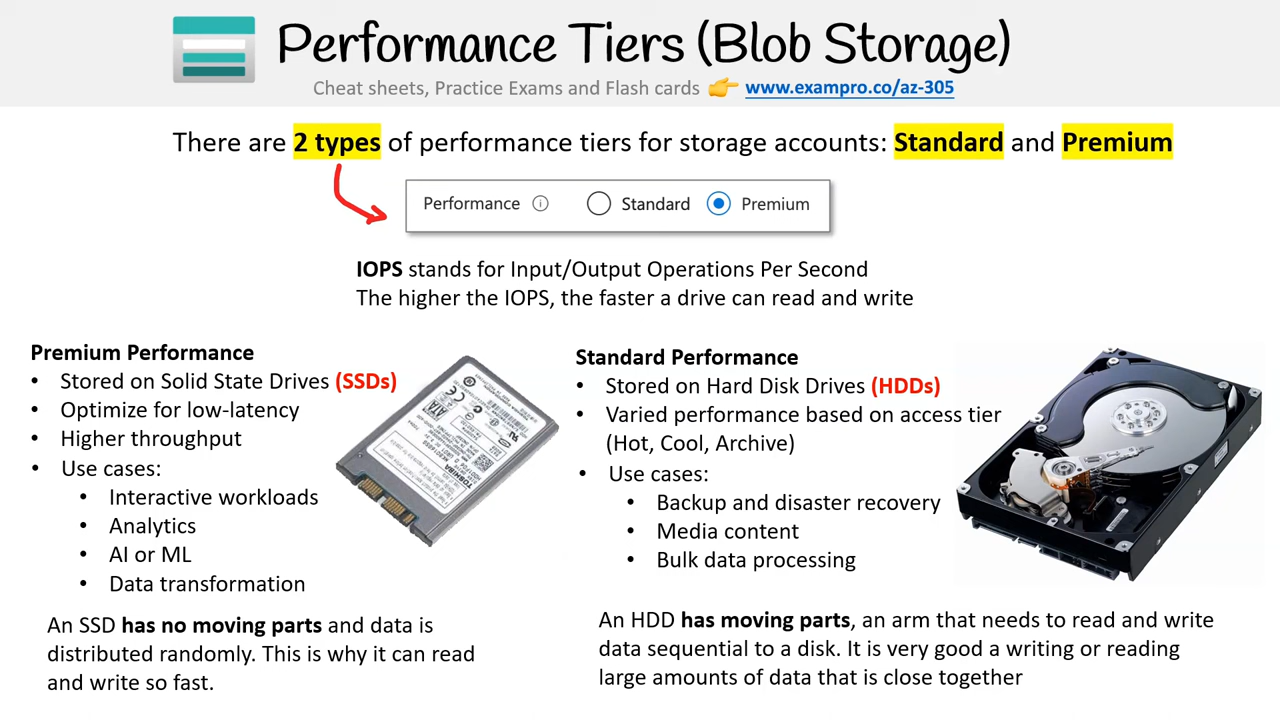 Performance Tiers (Blob Storage)
Cheat sheets, Practice Exams and Flash cards 👉 www.exampro.co/az-305
There are 2 types of performance tiers for storage accounts: Standard and Premium
Performance ⓘ Standard Premium
IOPS stands for Input/Output Operations Per Second
The higher the IOPS, the faster a drive can read and write
Premium Performance
• Stored on Solid State Drives (SSDs)
• Optimize for low-latency
• Higher throughput
• Use cases:
• Interactive workloads
• Analytics
• AI or ML
• Data transformation
An SSD has no moving parts and data is
distributed randomly. This is why it can read
and write so fast.
TOSHIBA
SATA
Standard Performance
• Stored on Hard Disk Drives (HDDs)
• Varied performance based on access tier
(Hot, Cool, Archive)
• Use cases:
• Backup and disaster recovery
• Media content
• Bulk data processing
An HDD has moving parts, an arm that needs to read and write
data sequential to a disk. It is very good a writing or reading
large amounts of data that is close together